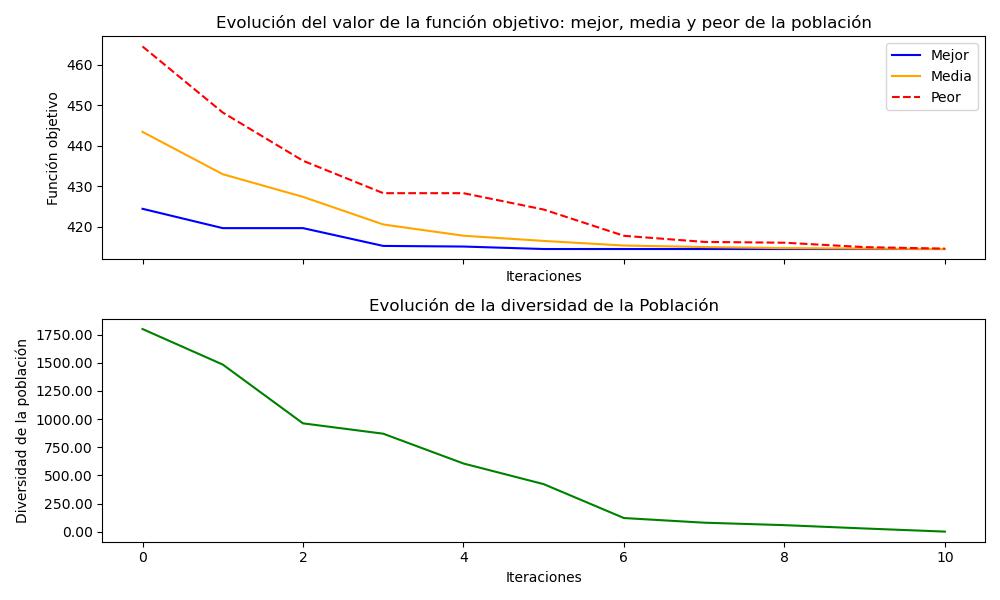 Evolución del valor de la función objetivo: mejor, media y peor de la población
Función objetivo
460
450
440
430
420
Mejor
Media
Peor
Iteraciones
Evolución de la diversidad de la Población
Diversidad de la población
1750.00
1500.00
1250.00
1000.00
750.00
500.00
250.00
0.00
0 2 4 6 8 10
Iteraciones